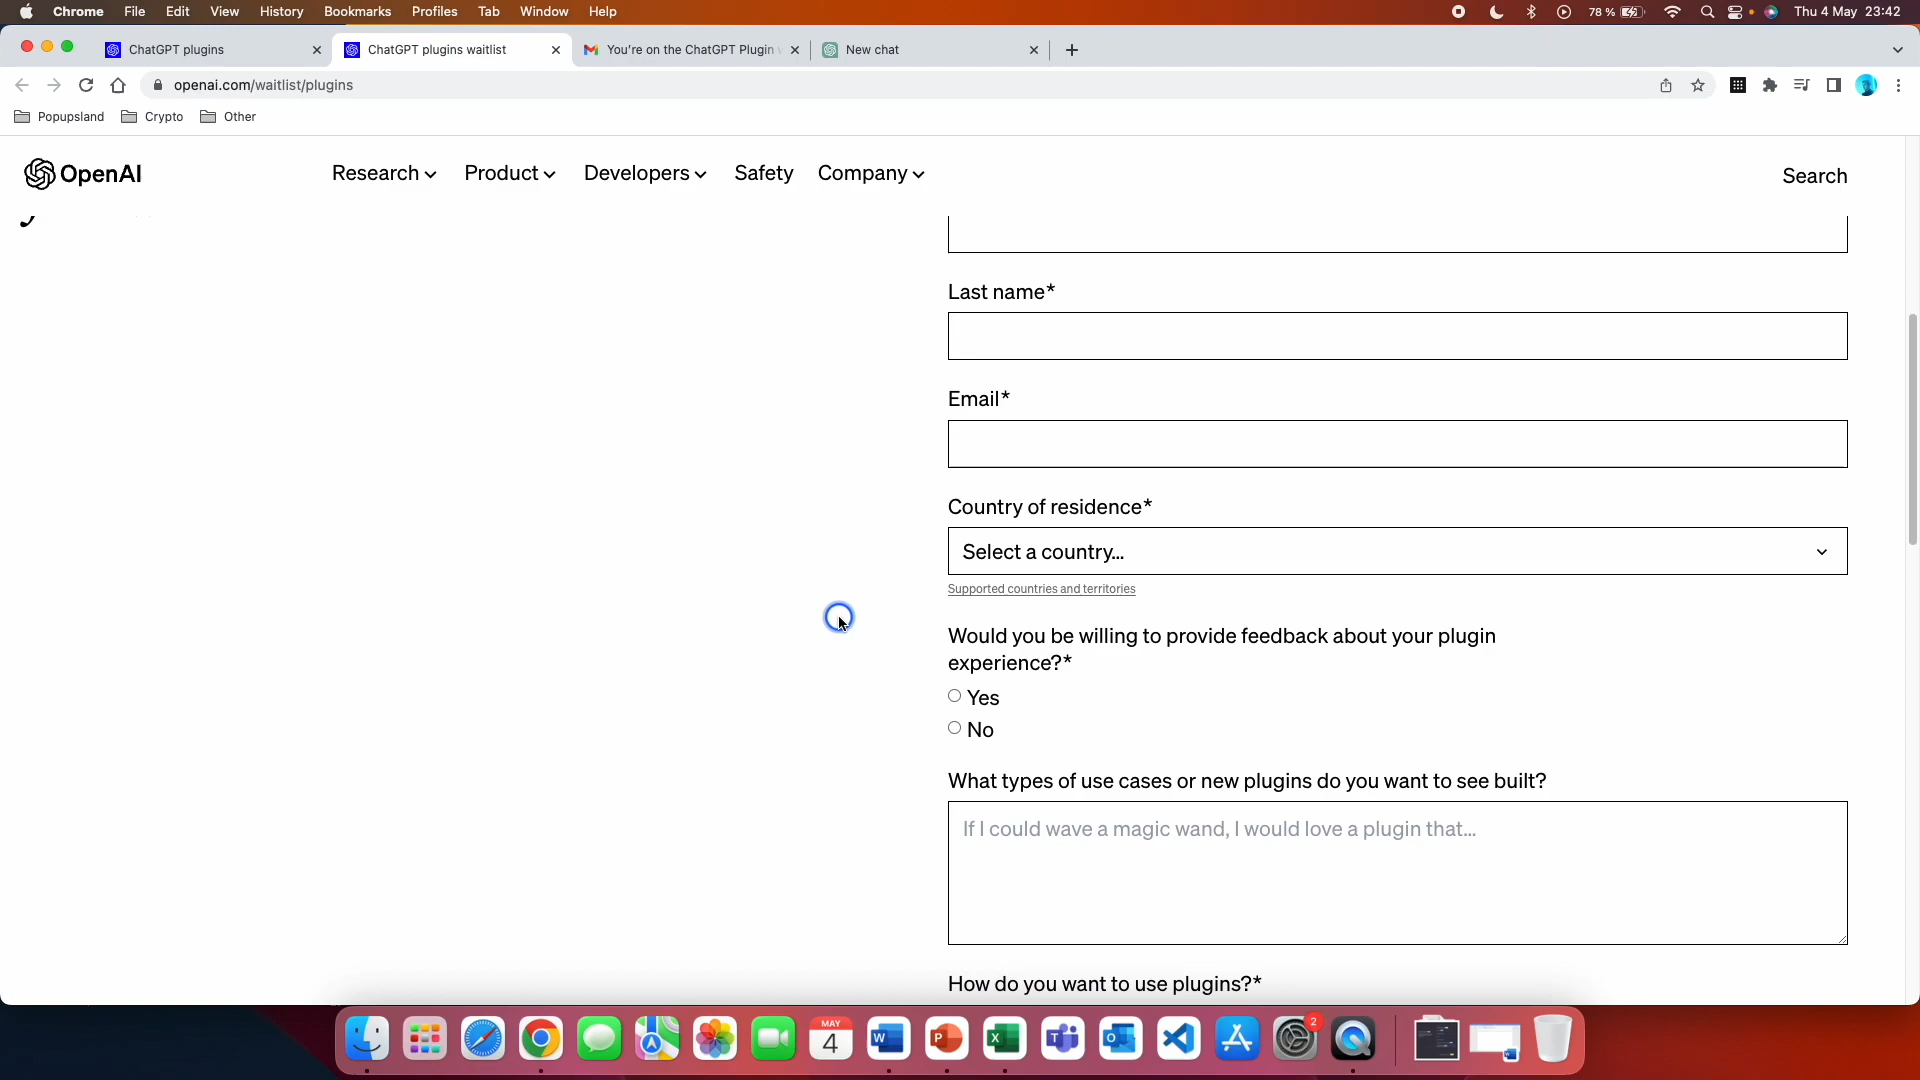 Chrome File Edit View History Bookmarks Profiles Tab Window Help 78 % Thu 4 May 23:42
ChatGPT plugins ChatGPT plugins waitlist You're on the ChatGPT Plugin New chat
openai.com/waitlist/plugins
Popupsland Crypto Other
OpenAI Research Product Developers Safety Company Search
Last name*
Email*
Country of residence*
Select a country...
Supported countries and territories
Would you be willing to provide feedback about your plugin
experience?*
Yes
No
What types of use cases or new plugins do you want to see built?
If I could wave a magic wand, I would love a plugin that...
How do you want to use plugins?*
MAY
4
W
P
X
T
O
2
W